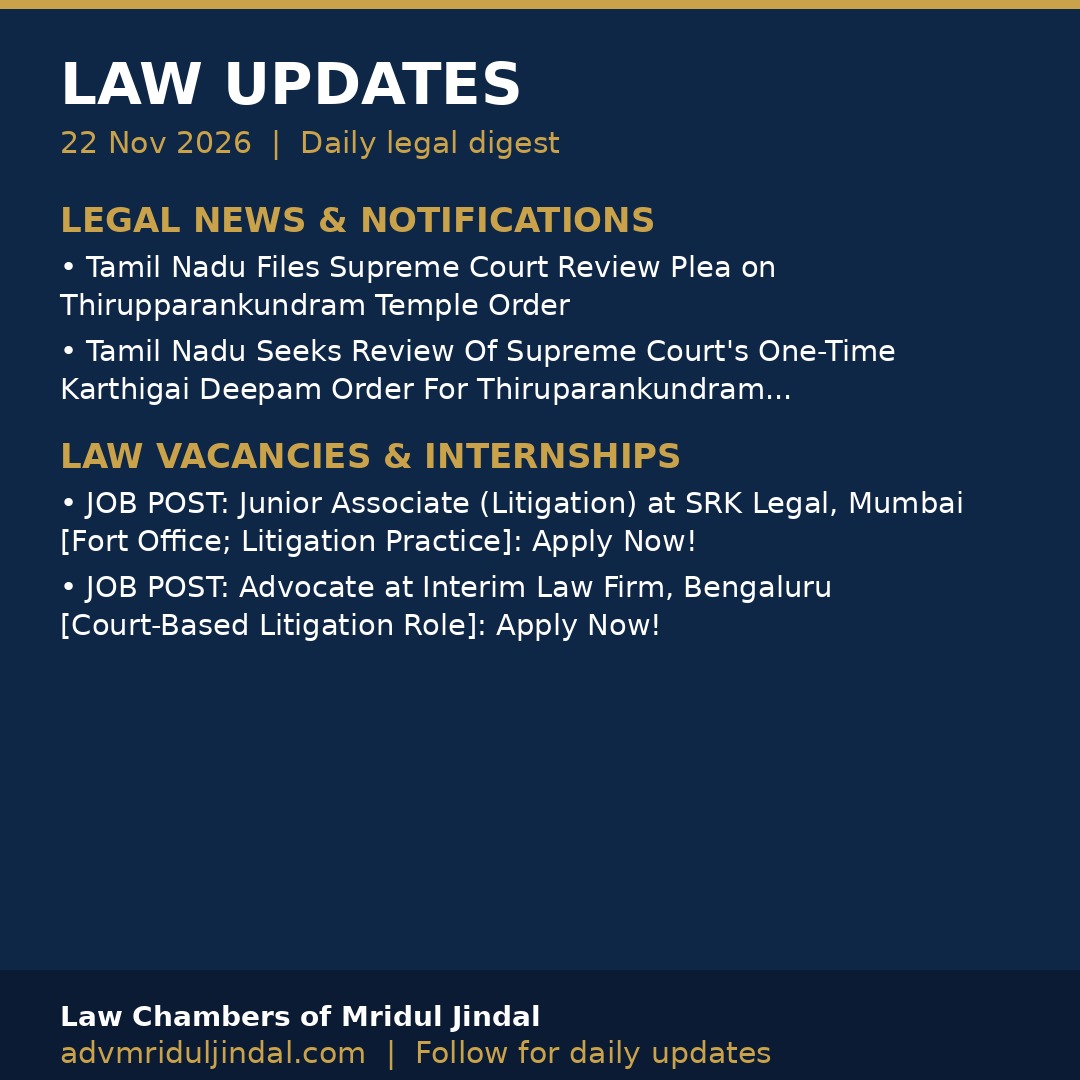 LAW UPDATES
22 Nov 2026 | Daily legal digest
LEGAL NEWS & NOTIFICATIONS
• Tamil Nadu Files Supreme Court Review Plea on
Thirupparankundram Temple Order
• Tamil Nadu Seeks Review Of Supreme Court's One-Time
Karthigai Deepam Order For Thiruparankundram...
LAW VACANCIES & INTERNSHIPS
• JOB POST: Junior Associate (Litigation) at SRK Legal, Mumbai
[Fort Office; Litigation Practice]: Apply Now!
• JOB POST: Advocate at Interim Law Firm, Bengaluru
[Court-Based Litigation Role]: Apply Now!
Law Chambers of Mridul Jindal
advmriduljindal.com | Follow for daily updates